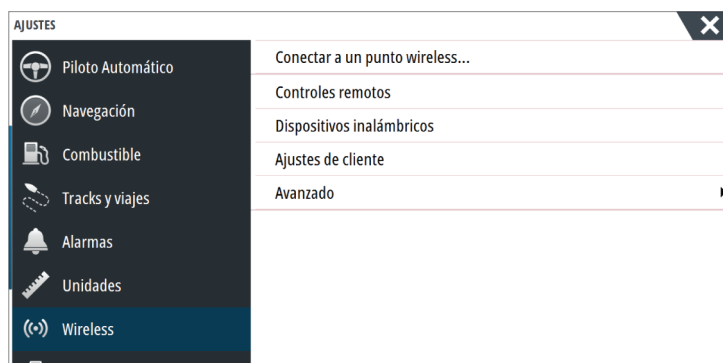 AJUSTES
Piloto Automático
Navegación
Combustible
Tracks y viajes
Alarmas
Unidades
Wireless
Conectar a un punto wireless...
Controles remotos
Dispositivos inalámbricos
Ajustes de cliente
Avanzado